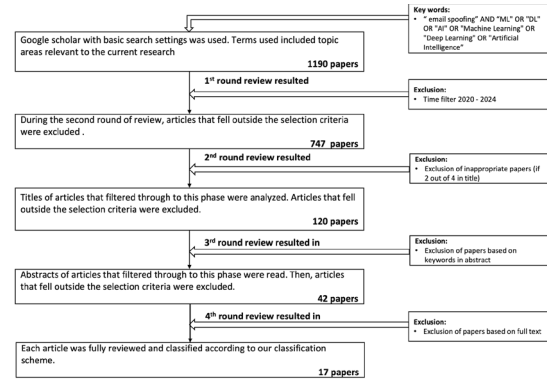 Key words:
• " email spoofing" AND "ML" OR "DL"
OR "AI" OR "Machine Learning" OR
"Deep Learning" OR "Artificial
Intelligence"
Google scholar with basic search settings was used. Terms used included topic
areas relevant to the current research
1190 papers
1st round review resulted
Exclusion:
• Time filter 2020 - 2024
During the second round of review, articles that fell outside the selection criteria
were excluded .
747 papers
2nd round review resulted
Exclusion:
• Exclusion of inappropriate papers (if
2 out of 4 in title)
Titles of articles that filtered through to this phase were analyzed. Articles that fell
outside the selection criteria were excluded.
120 papers
3rd round review resulted in
Exclusion:
• Exclusion of papers based on
keywords in abstract
Abstracts of articles that filtered through to this phase were read. Then, articles
that fell outside the selection criteria were excluded.
42 papers
4th round review resulted in
Exclusion:
• Exclusion of papers based on full text
Each article was fully reviewed and classified according to our classification
scheme.
17 papers